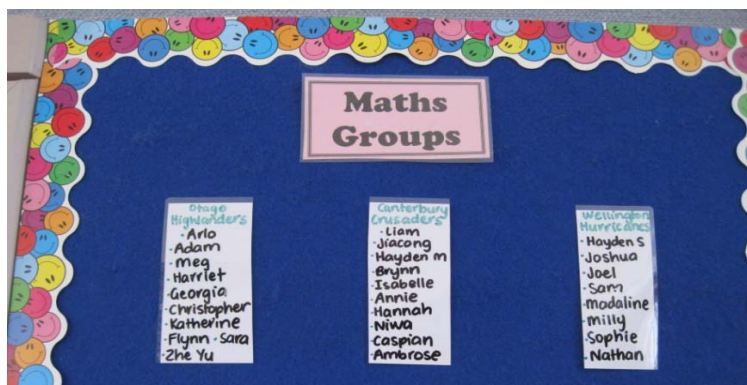 Maths
Groups
Otago
Highlanders
• Arlo
• Adam
• meg
• Harriet
• Georgia
• Christopher
• Katherine
• Flynn • Sara
• Zhe Yu
Canterbury
Crusaders
• Liam
• Jiacong
• Hayden m
• Brynn
• Isabelle
• Annie
• Hannah
• Niwa
• Caspian
• Ambrose
Wellington
Hurricanes
• Hayden S
• Joshua
• Joel
• Sam
• madaline
• milly
• Sophie
• Nathan